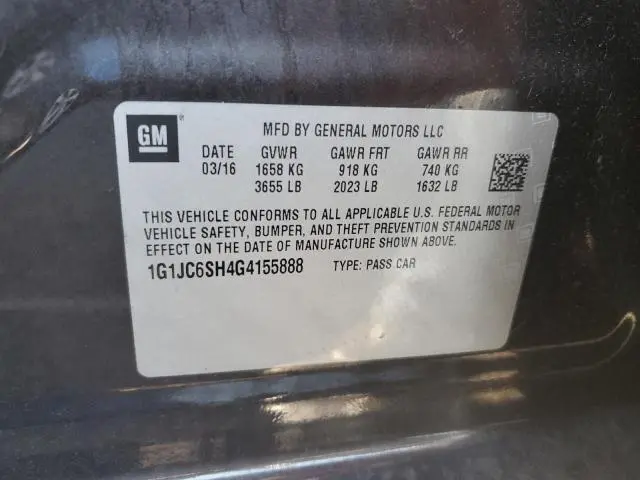 GM® MFD BY GENERAL MOTORS LLC
DATE GVWR GAWR FRT GAWR RR
03/16 1658 KG 918 KG 740 KG
3655 LB 2023 LB 1632 LB
THIS VEHICLE CONFORMS TO ALL APPLICABLE U.S. FEDERAL MOTOR
VEHICLE SAFETY, BUMPER, AND THEFT PREVENTION STANDARDS IN
EFFECT ON THE DATE OF MANUFACTURE SHOWN ABOVE.
1G1JC6SH4G4155888 TYPE: PASS CAR